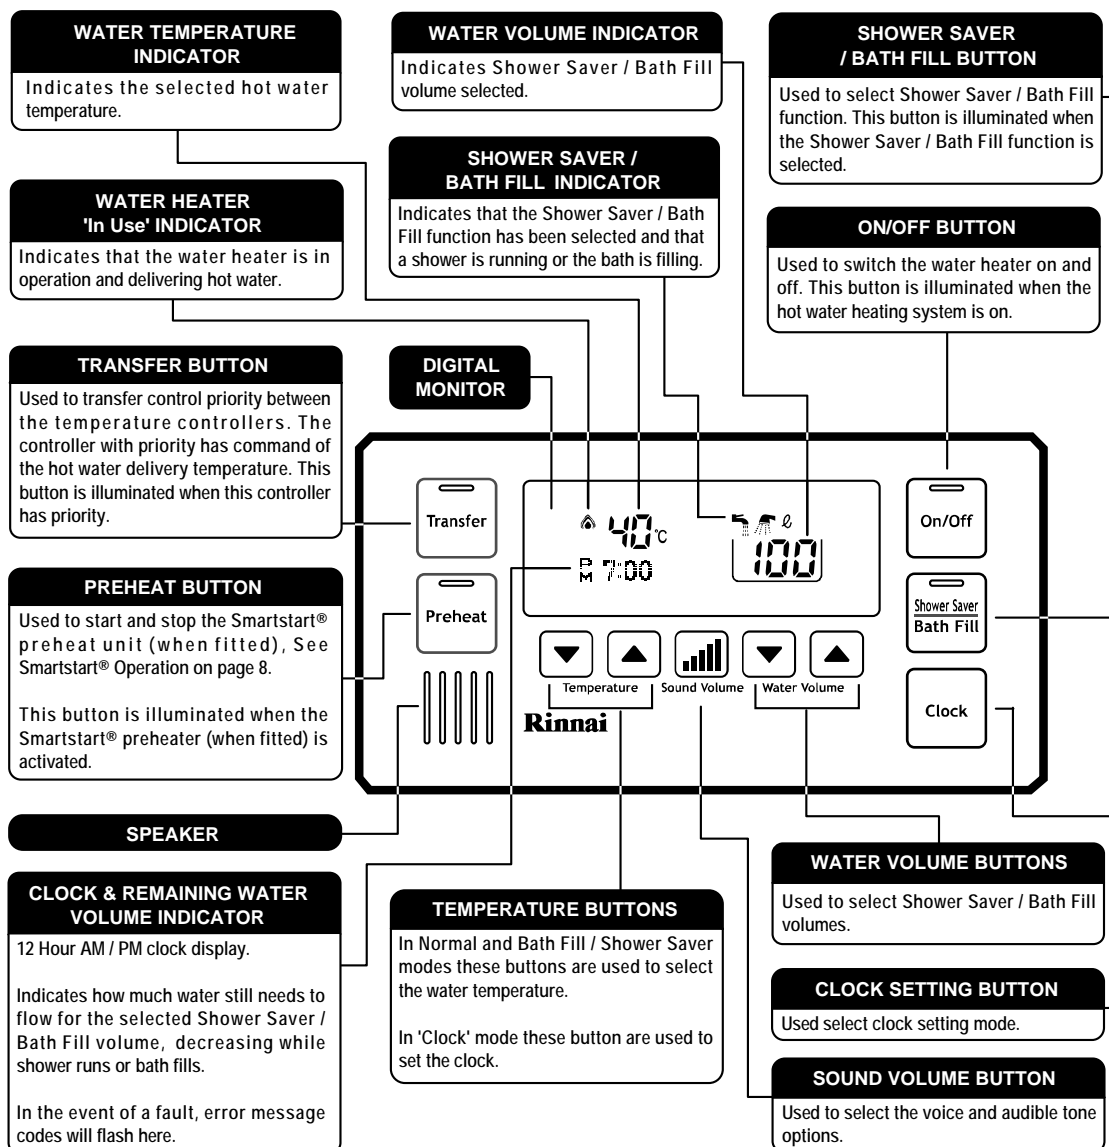 WATER TEMPERATURE
INDICATOR
Indicates the selected hot water
temperature.
WATER HEATER
'In Use' INDICATOR
Indicates that the water heater is in
operation and delivering hot water.
TRANSFER BUTTON
Used to transfer control priority between
the temperature controllers. The
controller with priority has command of
the hot water delivery temperature. This
button is illuminated when this controller
has priority.
PREHEAT BUTTON
Used to start and stop the Smartstart®
preheat unit (when fitted), See
Smartstart® Operation on page 8.
This button is illuminated when the
Smartstart® preheater (when fitted) is
activated.
SPEAKER
CLOCK & REMAINING WATER
VOLUME INDICATOR
12 Hour AM / PM clock display.
Indicates how much water still needs to
flow for the selected Shower Saver /
Bath Fill volume, decreasing while
shower runs or bath fills.
In the event of a fault, error message
codes will flash here.
WATER VOLUME INDICATOR
Indicates Shower Saver / Bath Fill
volume selected.
SHOWER SAVER /
BATH FILL INDICATOR
Indicates that the Shower Saver / Bath
Fill function has been selected and that
a shower is running or the bath is filling.
DIGITAL
MONITOR
SHOWER SAVER
/ BATH FILL BUTTON
Used to select Shower Saver / Bath Fill
function. This button is illuminated when
the Shower Saver / Bath Fill function is
selected.
ON/OFF BUTTON
Used to switch the water heater on and
off. This button is illuminated when the
hot water heating system is on.
Transfer
Preheat
40°C
PM 7:00
ℓ
100
On/Off
Shower Saver
Bath Fill
Clock
Temperature Sound Volume Water Volume
Rinnai
TEMPERATURE BUTTONS
In Normal and Bath Fill / Shower Saver
modes these buttons are used to select
the water temperature.
In 'Clock' mode these button are used to
set the clock.
WATER VOLUME BUTTONS
Used to select Shower Saver / Bath Fill
volumes.
CLOCK SETTING BUTTON
Used select clock setting mode.
SOUND VOLUME BUTTON
Used to select the voice and audible tone
options.